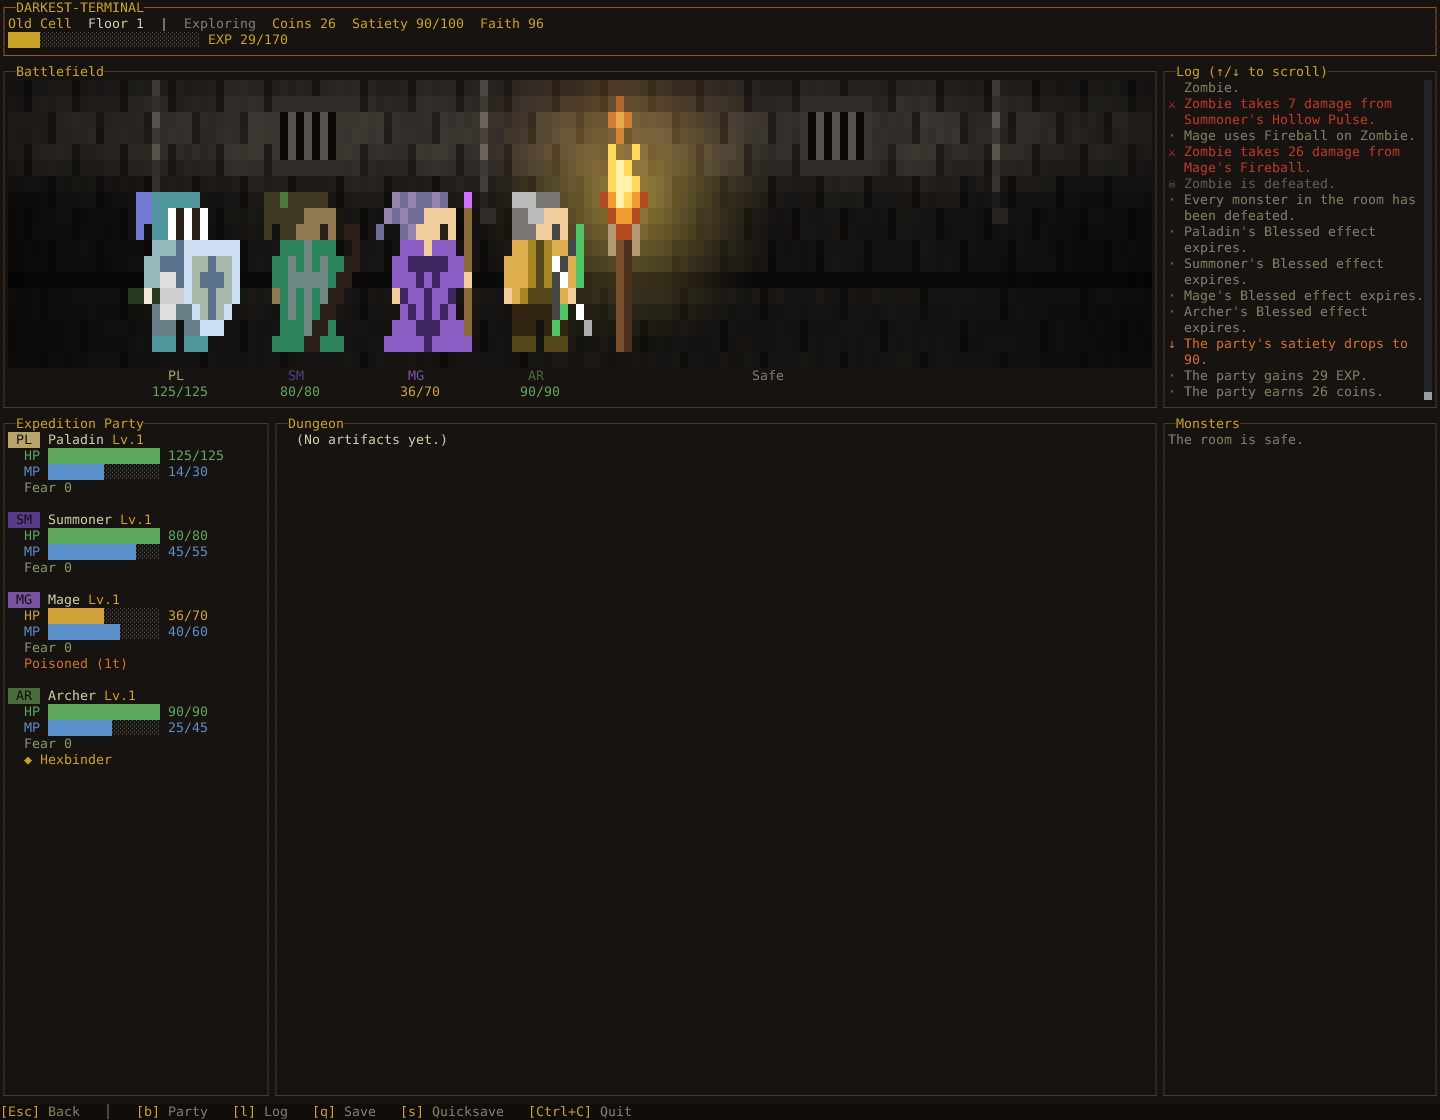 DARKEST-TERMINAL
Old Cell  Floor 1  |  Exploring  Coins 26  Satiety 90/100  Faith 96
EXP 29/170
Battlefield
PL
125/125
SM
80/80
MG
36/70
AR
90/90
Safe
Log (↑/↓ to scroll)
Zombie.
⚔ Zombie takes 7 damage from
Summoner's Hollow Pulse.
· Mage uses Fireball on Zombie.
⚔ Zombie takes 26 damage from
Mage's Fireball.
☠ Zombie is defeated.
· Every monster in the room has
been defeated.
· Paladin's Blessed effect
expires.
· Summoner's Blessed effect
expires.
· Mage's Blessed effect expires.
· Archer's Blessed effect
expires.
↓ The party's satiety drops to
90.
· The party gains 29 EXP.
· The party earns 26 coins.
Expedition Party
PL Paladin Lv.1
HP 125/125
MP 14/30
Fear 0
SM Summoner Lv.1
HP 80/80
MP 45/55
Fear 0
MG Mage Lv.1
HP 36/70
MP 40/60
Fear 0
Poisoned (1t)
AR Archer Lv.1
HP 90/90
MP 25/45
Fear 0
◆ Hexbinder
Dungeon
(No artifacts yet.)
Monsters
The room is safe.
[Esc] Back  │  [b] Party  [l] Log  [q] Save  [s] Quicksave  [Ctrl+C] Quit